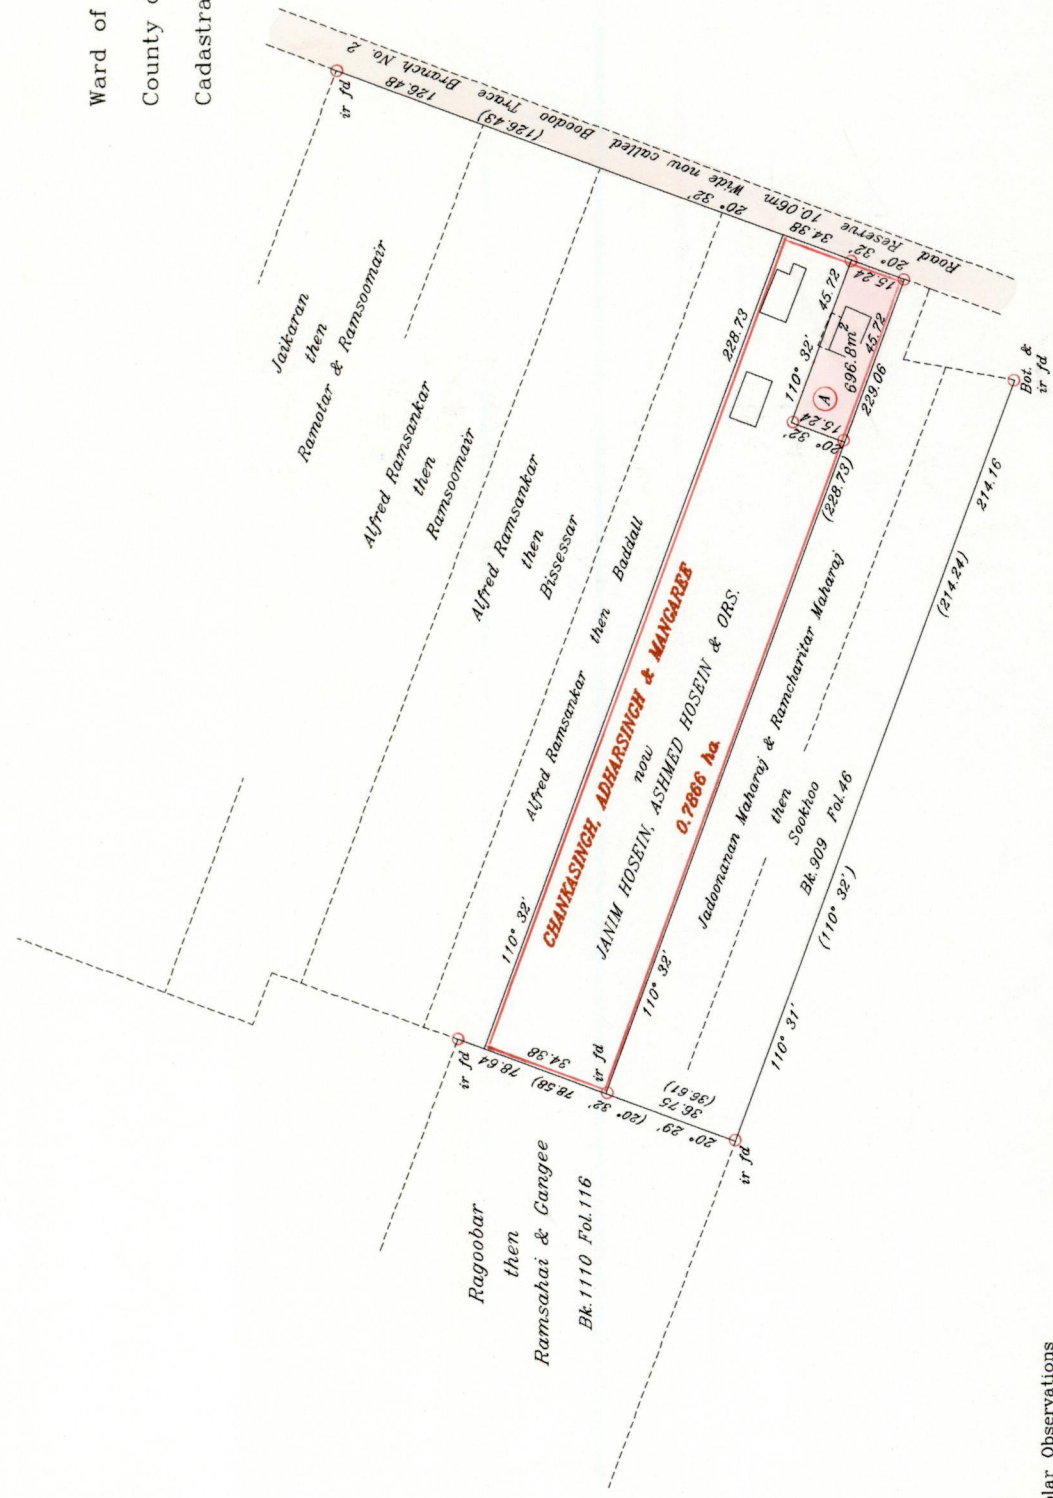 Ward of
County
Cadastra
Road Reserve 10.06m Wide now called Boodoo Trace Branch No. 2
ir fd
126.48
(126.43)
20° 32'
34.38
20° 32'
15.24
Jaikaran
then
Ramotar & Ramsoomair
Alfred Ramsankar
then
Ramsoomair
Alfred Ramsankar
then
Bissessar
Alfred Ramsankar then Baddall
110° 32'
228.73
CHANKASINGH, ADHARSINGH & MANGAREE
now
JANIM HOSEIN, ASHMED HOSEIN & ORS.
0.7866 ha.
110° 32'
45.72
A
696.8m²
15.24
20° 32'
45.72
229.06
(228.73)
110° 32'
Jadoonanan Maharaj & Ramcharitar Maharaj
then
Sookhoo
Bk.909 Fol.46
(110° 32')
(214.24)
110° 31'
214.16
Bot. &
ir fd
ir fd
78.64
(78.58)
34.38
ir fd
20° 29' (20° 32'
36.75
(36.61)
ir fd
Ragoobar
then
Ramsahai & Gangee
Bk.1110 Fol.116
lar Observations